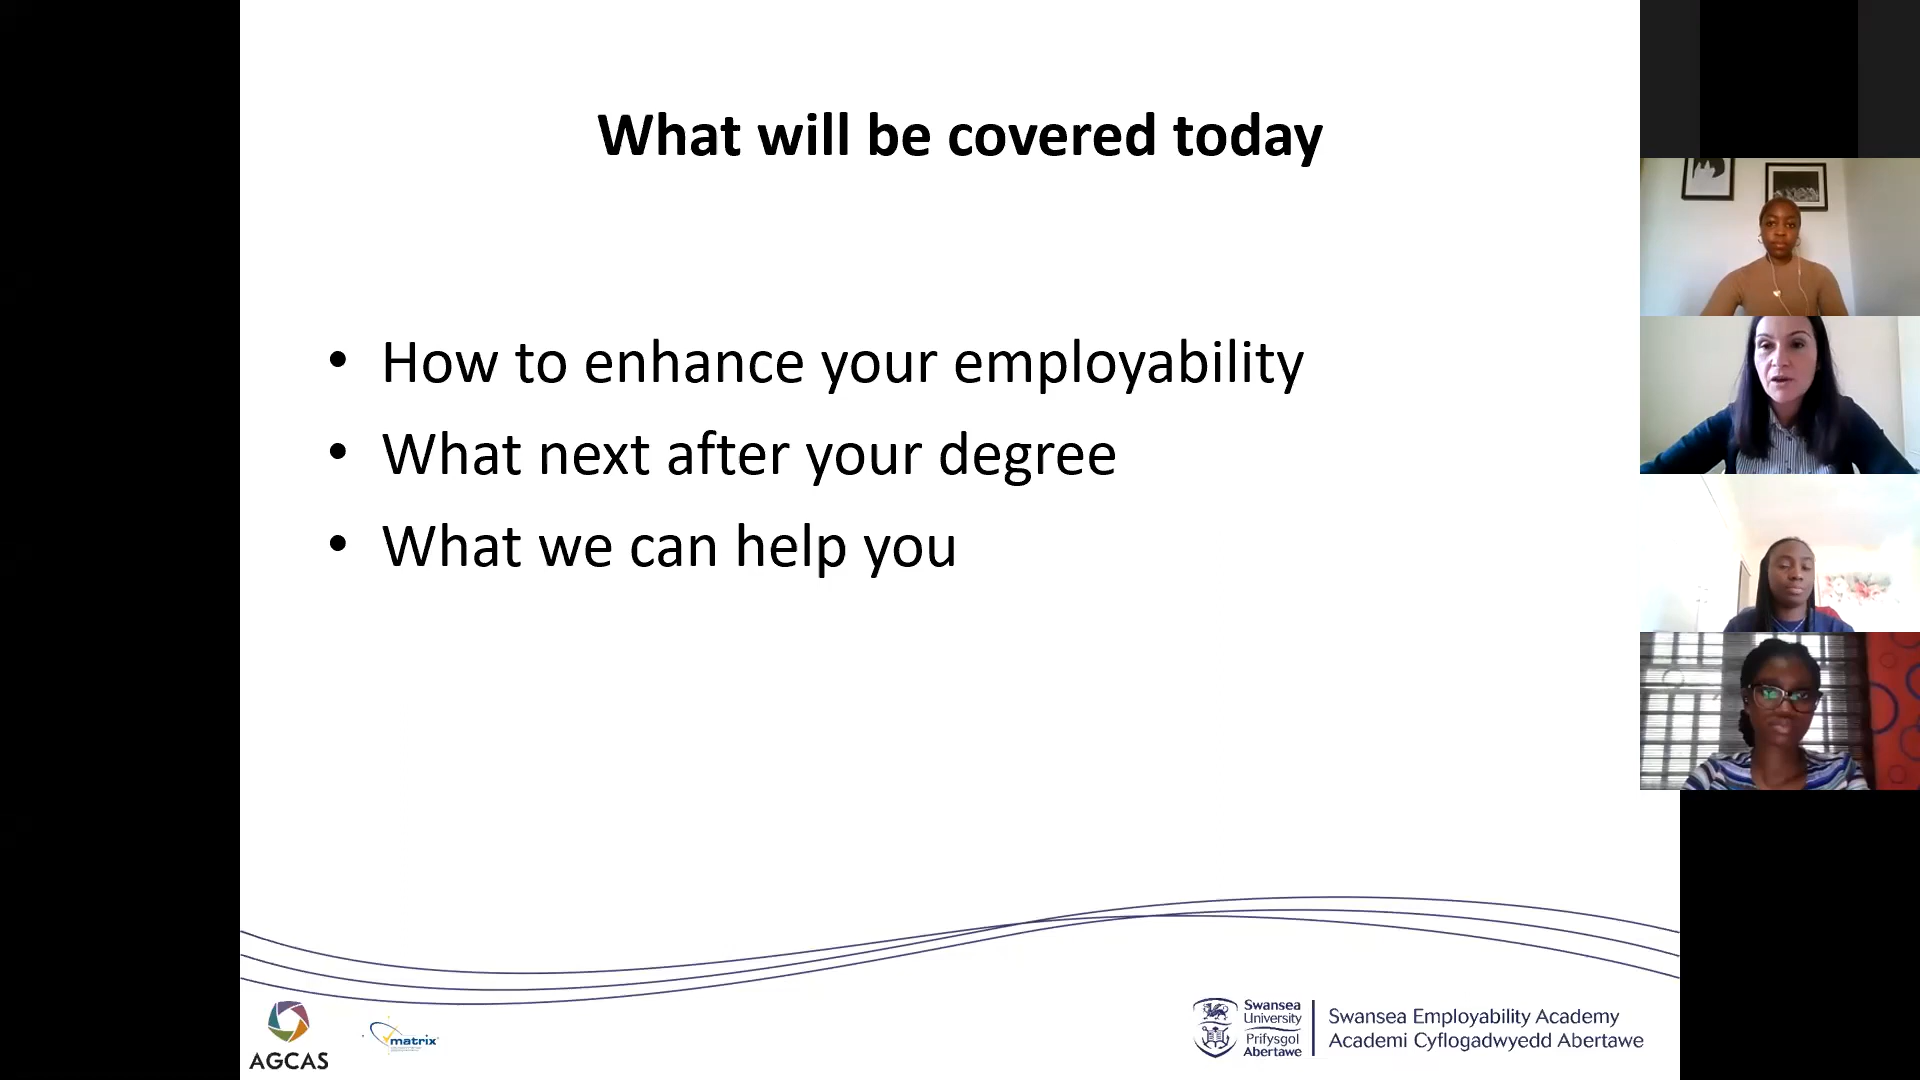 What will be covered today
• How to enhance your employability
• What next after your degree
• What we can help you
AGCAS
matrix
Swansea
University
Prifysgol
Abertawe
Swansea Employability Academy
Academi Cyflogadwyedd Abertawe